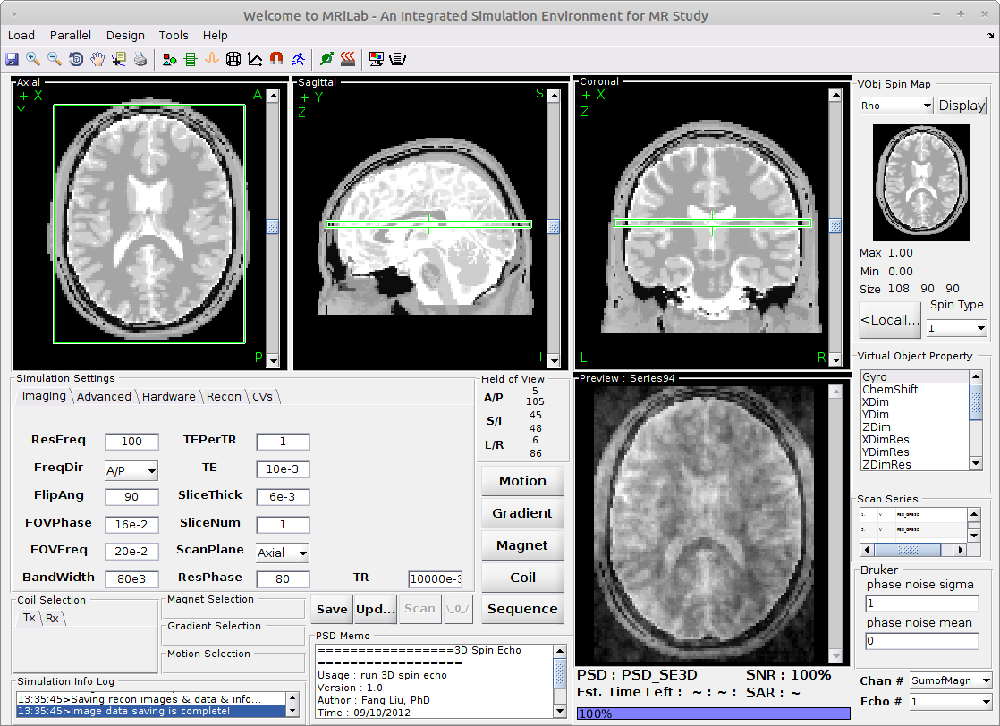 Welcome to MRiLab - An Integrated Simulation Environment for MR Study
Load Parallel Design Tools Help
Axial
+ X
Y
A
P
Sagittal
+ Y
Z
S
I
Coronal
+ X
Z
L
R
VObj Spin Map
Rho
Display
Max 1.00
Min 0.00
Size 108 90 90
<Locali...
Spin Type
1
Simulation Settings
Imaging Advanced Hardware Recon CVs
ResFreq 100 TEPerTR 1
FreqDir A/P TE 10e-3
FlipAng 90 SliceThick 6e-3
FOVPhase 16e-2 SliceNum 1
FOVFreq 20e-2 ScanPlane Axial
BandWidth 80e3 ResPhase 80 TR 10000e-3
Field of View
A/P 5
105
S/I 45
48
L/R 6
86
Motion
Gradient
Magnet
Coil
Sequence
Preview : Series94
Virtual Object Property
Gyro
ChemShift
XDim
YDim
ZDim
XDimRes
YDimRes
ZDimRes
Scan Series
Bruker
phase noise sigma
1
phase noise mean
0
Coil Selection
Tx Rx
Magnet Selection
Gradient Selection
Motion Selection
Save Upd... Scan \_0_/
PSD Memo
=================3D Spin Echo
==================
Usage : run 3D spin echo
Version : 1.0
Author : Fang Liu, PhD
Time : 09/10/2012
Simulation Info Log
13:35:45>Saving recon images & data & info...
13:35:45>Image data saving is complete!
PSD : PSD_SE3D SNR : 100%
Est. Time Left : ~ : ~ : ~ SAR : ~
100%
Chan # SumofMagn
Echo # 1